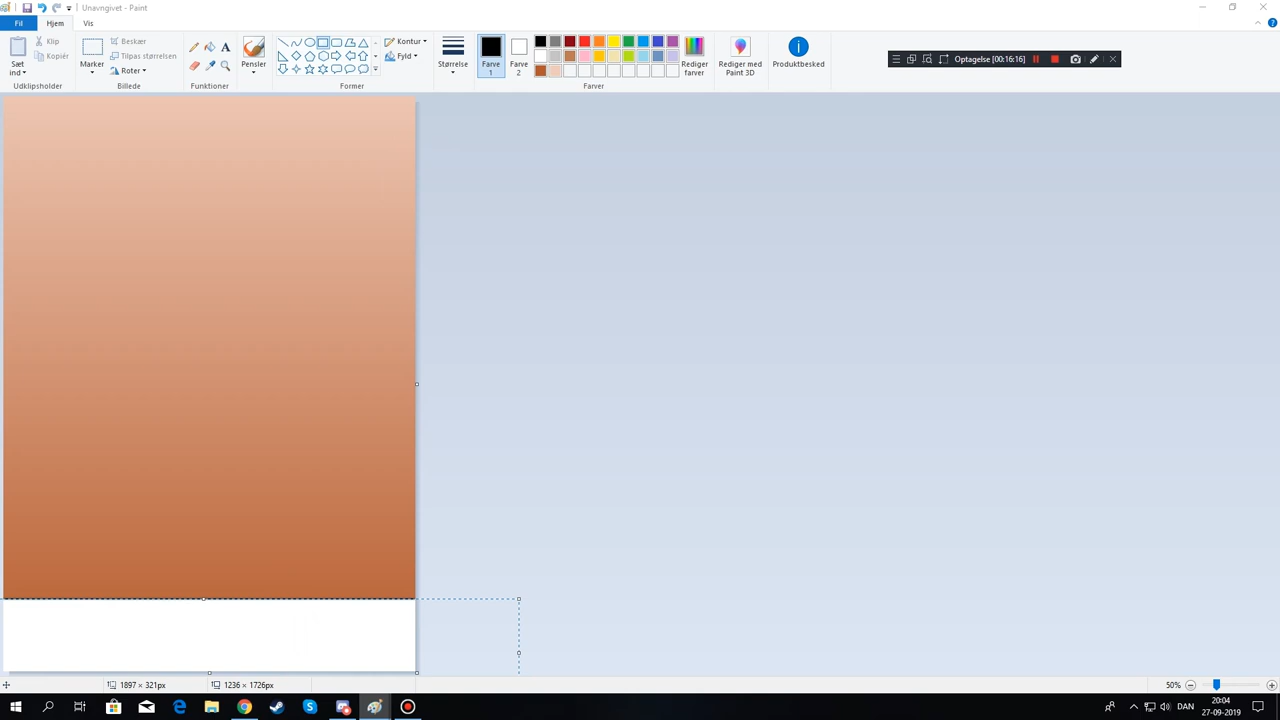 Unavngivet - Paint
Fil
Hjem
Vis
Sæt
ind
Klip
Kopiér
Udklipsholder
Marker
Beskær
Tilpas størrelsen
Roter
Billede
A
Funktioner
Pensler
Kontur
Fyld
Former
Størrelse
Farve
1
Farve
2
Rediger
farver
Farver
Rediger med
Paint 3D
Produktbesked
Optagelse [00:16:16]
1897 × 321px
1236 × 1726px
50%
DAN
20:04
27-09-2019